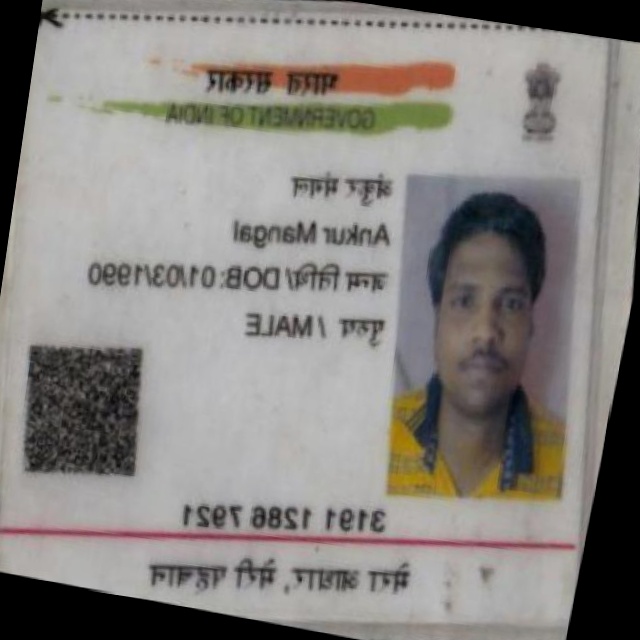 भारत सरकार
GOVERNMENT OF INDIA
अंकुर मंगल
Ankur Mangal
जन्म तिथि/ DOB: 01/03/1990
पुरुष / MALE
3191 1286 7921
मेरा आधार, मेरी पहचान